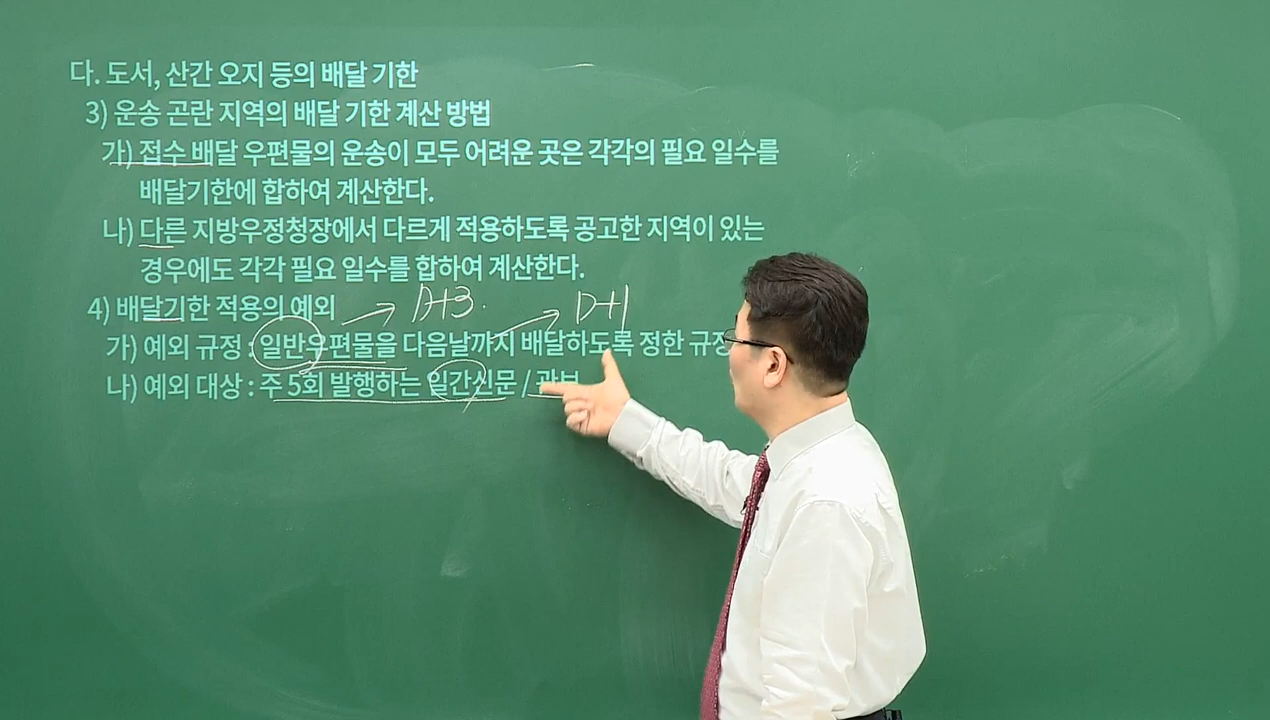 다. 도서, 산간 오지 등의 배달 기한
3) 운송 곤란 지역의 배달 기한 계산 방법
가) 접수 배달 우편물의 운송이 모두 어려운 곳은 각각의 필요 일수를
배달기한에 합하여 계산한다.
나) 다른 지방우정청장에서 다르게 적용하도록 공고한 지역이 있는
경우에도 각각 필요 일수를 합하여 계산한다.
4) 배달기한 적용의 예외
D+3.
D+1
가) 예외 규정 : 일반우편물을 다음날까지 배달하도록 정한 규정
나) 예외 대상 : 주 5회 발행하는 일간신문 / 관보